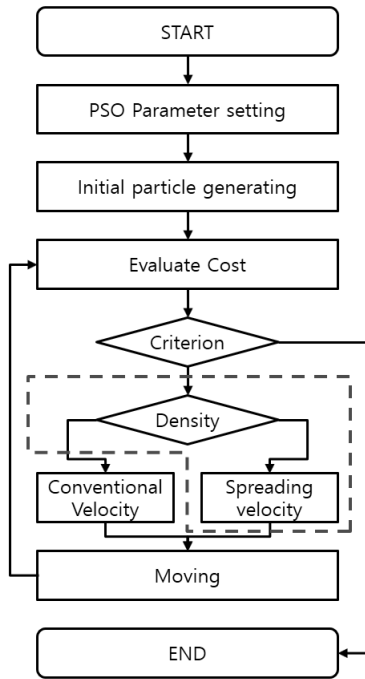 START
PSO Parameter setting
Initial particle generating
Evaluate Cost
Criterion
Density
Conventional
Velocity
Spreading
velocity
Moving
END